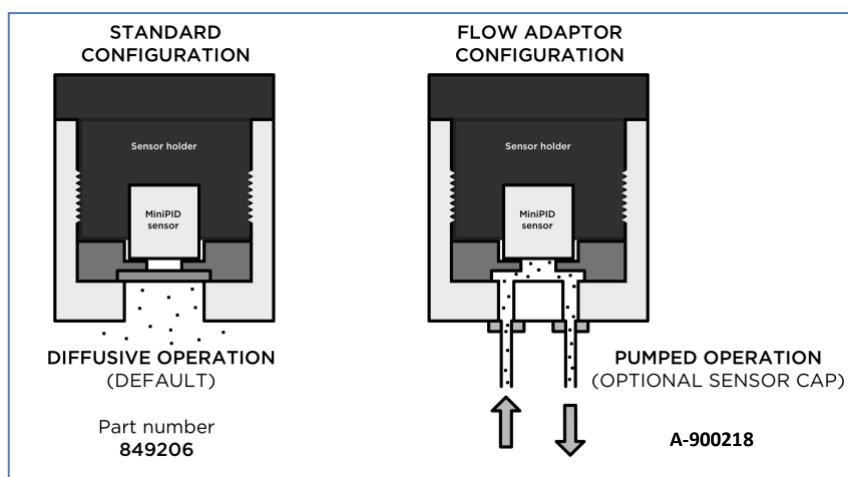 STANDARD
CONFIGURATION
Sensor holder
MiniPID
sensor
DIFFUSIVE OPERATION
(DEFAULT)
Part number
849206
FLOW ADAPTOR
CONFIGURATION
Sensor holder
MiniPID
sensor
PUMPED OPERATION
(OPTIONAL SENSOR CAP)
A-900218